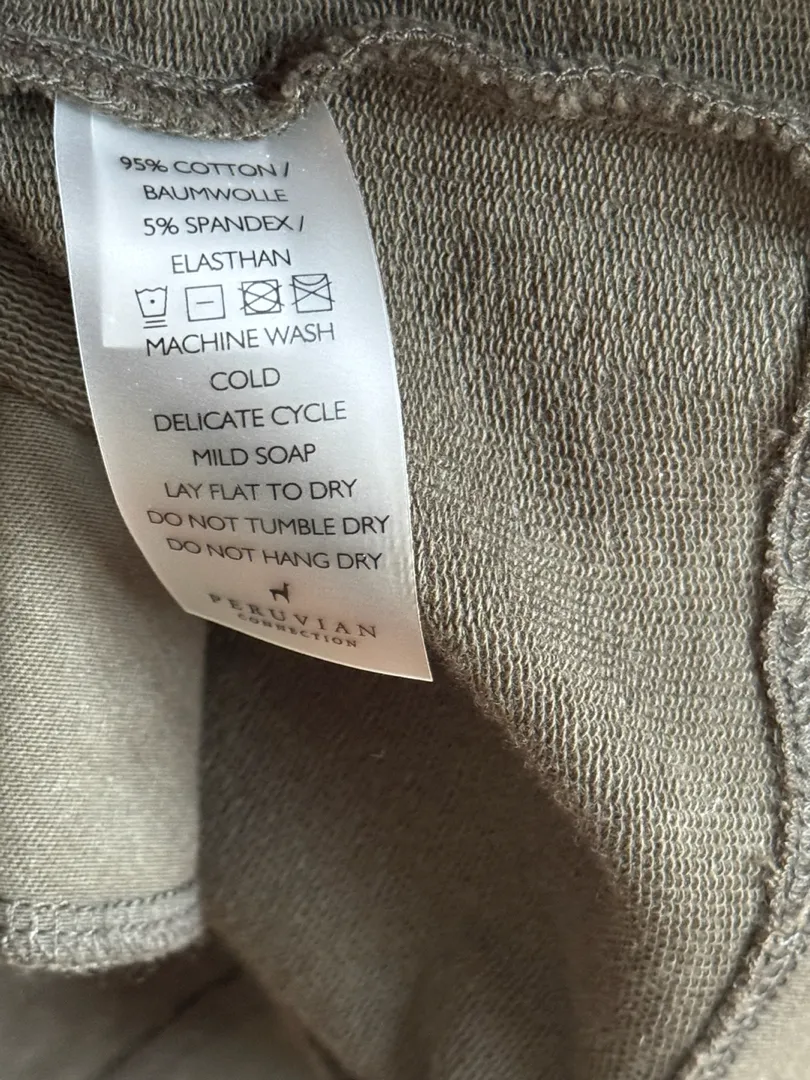 95% COTTON /
BAUMWOLLE
5% SPANDEX /
ELASTHAN
MACHINE WASH
COLD
DELICATE CYCLE
MILD SOAP
LAY FLAT TO DRY
DO NOT TUMBLE DRY
DO NOT HANG DRY
PERUVIAN
CONNECTION